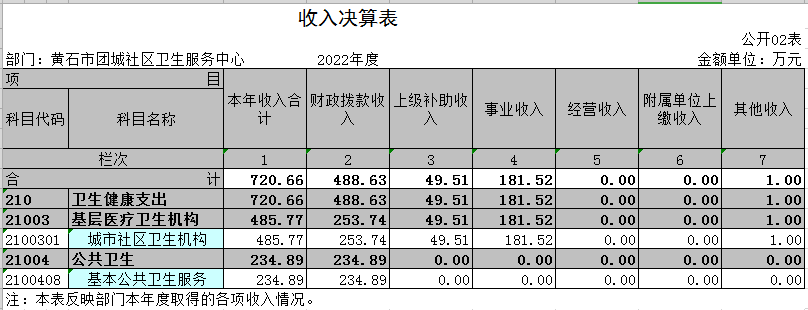 收入决算表
公开02表
部门：黄石市团城社区卫生服务中心 2022年度 金额单位：万元
项 目 本年收入合计 财政拨款收入 上级补助收入 事业收入 经营收入 附属单位上缴收入 其他收入
科目代码 科目名称
栏次 1 2 3 4 5 6 7
合 计 720.66 488.63 49.51 181.52 0.00 0.00 1.00
210 卫生健康支出 720.66 488.63 49.51 181.52 0.00 0.00 1.00
21003 基层医疗卫生机构 485.77 253.74 49.51 181.52 0.00 0.00 1.00
2100301 城市社区卫生机构 485.77 253.74 49.51 181.52 0.00 0.00 1.00
21004 公共卫生 234.89 234.89 0.00 0.00 0.00 0.00 0.00
2100408 基本公共卫生服务 234.89 234.89 0.00 0.00 0.00 0.00 0.00
注：本表反映部门本年度取得的各项收入情况。